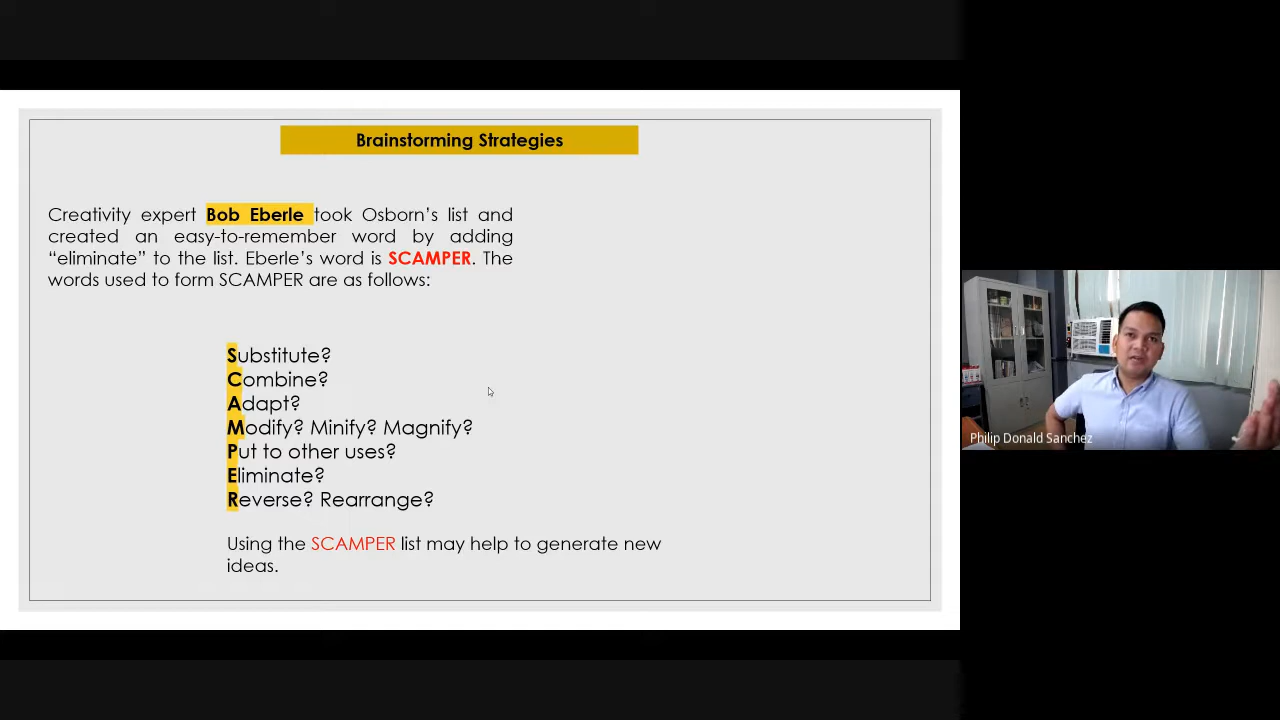 Brainstorming Strategies
Creativity expert Bob Eberle took Osborn’s list and
created an easy-to-remember word by adding
“eliminate” to the list. Eberle’s word is SCAMPER. The
words used to form SCAMPER are as follows:
Substitute?
Combine?
Adapt?
Modify? Minify? Magnify?
Put to other uses?
Eliminate?
Reverse? Rearrange?
Using the SCAMPER list may help to generate new
ideas.
Philip Donald Sanchez